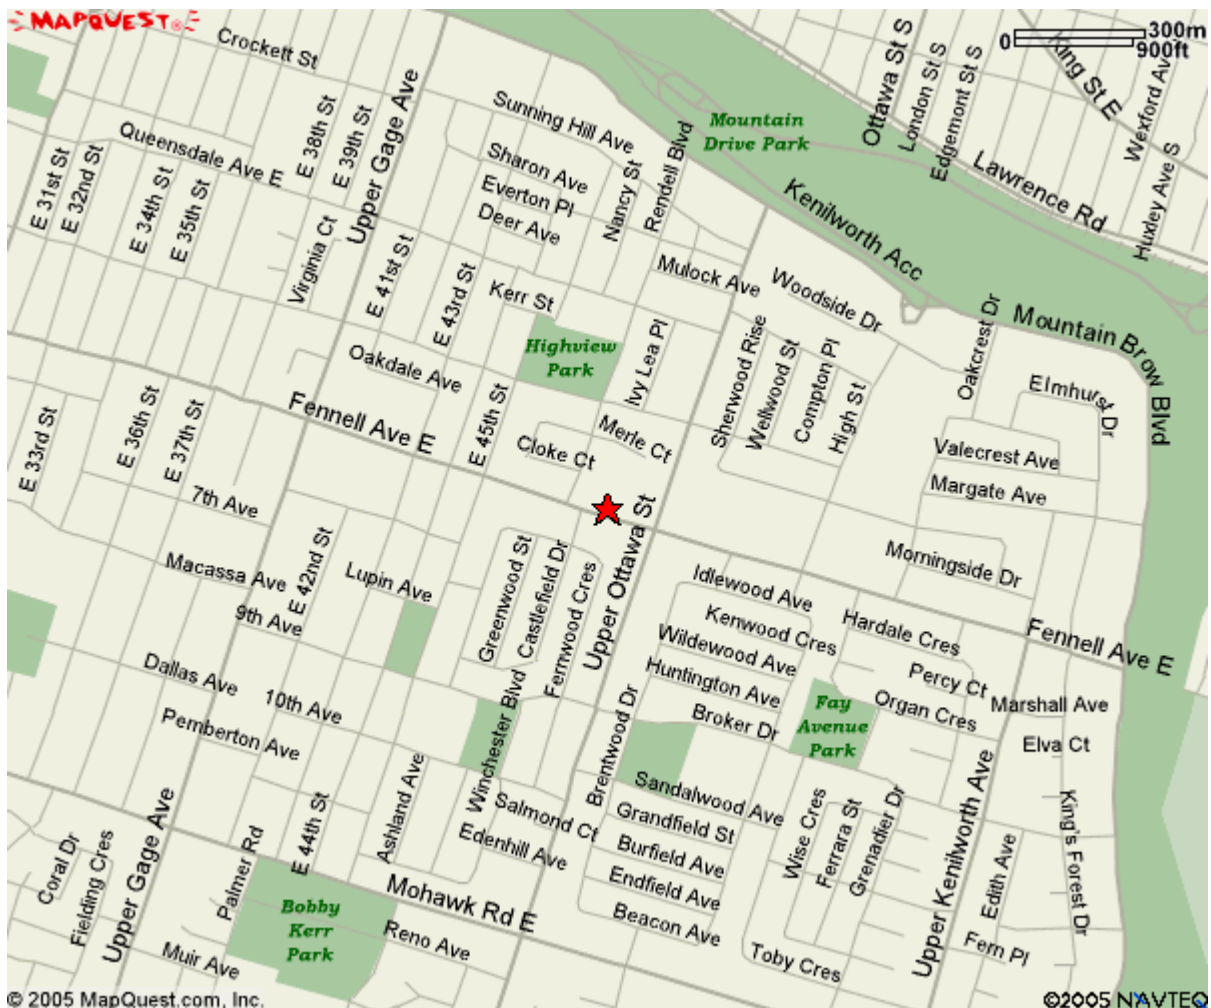 MAPQUEST®
Crockett St
300m
0
900ft
King St E
Ottawa St S
London St S
Edgemont St S
Wexford Av
Upper Gage Ave
Sunning Hill Ave
Mountain
Drive Park
Queensdale Ave E
E 38th St
E 39th St
E 31st St
E 32nd St
E 34th St
E 35th St
Sharon Ave
Everton Pl
Deer Ave
Nancy St
Rendell Blvd
Lawrence Rd
Huxley Ave S
Kenilworth Acc
Virginia Ct
E 41st St
E 43rd St
Kerr St
Mulock Ave
Woodside Dr
Mountain Brow Blvd
Highview
Park
Ivy Lea Pl
Sherwood Rise
Wellwood St
Compton Pl
High St
Oakcrest Dr
Elmhurst Dr
Oakdale Ave
Fennell Ave E
E 45th St
Merle Ct
Cloke Ct
E 33rd St
E 36th St
E 37th St
Valecrest Ave
Margate Ave
7th Ave
Upper Ottawa St
Morningside Dr
Macassa Ave
E 42nd St
Lupin Ave
Greenwood St
Castlefield Dr
Fernwood Cres
Idlewood Ave
Kenwood Cres
Hardale Cres
Fennell Ave E
9th Ave
Wildewood Ave
Percy Ct
Dallas Ave
10th Ave
Huntington Ave
Organ Cres
Marshall Ave
Pemberton Ave
Winchester Blvd
Brentwood Dr
Broker Dr
Fay
Avenue
Park
Elva Ct
Upper Gage Ave
E 44th St
Ashland Ave
Salmond Ct
Sandalwood Ave
Grandfield St
Wise Cres
Ferrara St
Grenadier Dr
Upper Kenilworth Ave
King's Forest Dr
Edith Ave
Coral Dr
Fielding Cres
Palmer Rd
Edenhill Ave
Burfield Ave
Endfield Ave
Beacon Ave
Mohawk Rd E
Bobby
Kerr
Park
Reno Ave
Muir Ave
Toby Cres
Fern Pl
© 2005 MapQuest.com, Inc.
©2005 NAVTEQ